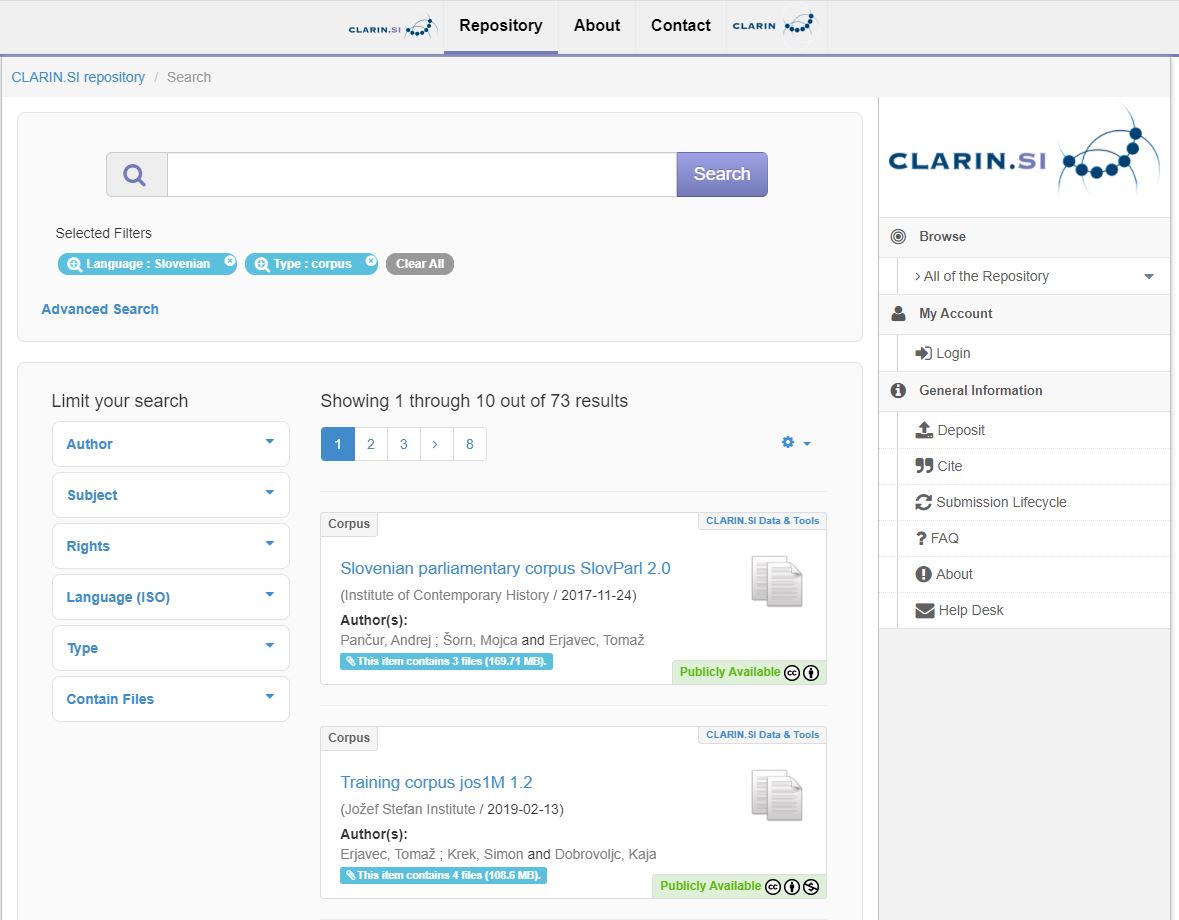 CLARIN.SI Repository About Contact CLARIN
CLARIN.SI repository / Search
Search
Selected Filters
Language : Slovenian Type : corpus Clear All
Advanced Search
Limit your search
Author
Subject
Rights
Language (ISO)
Type
Contain Files
Showing 1 through 10 out of 73 results
1 2 3 › 8
Corpus CLARIN.SI Data & Tools
Slovenian parliamentary corpus SlovParl 2.0
(Institute of Contemporary History / 2017-11-24)
Author(s):
Pančur, Andrej ; Šorn, Mojca and Erjavec, Tomaž
This item contains 3 files (169.71 MB).
Publicly Available
Corpus CLARIN.SI Data & Tools
Training corpus jos1M 1.2
(Jožef Stefan Institute / 2019-02-13)
Author(s):
Erjavec, Tomaž ; Krek, Simon and Dobrovoljc, Kaja
This item contains 4 files (108.6 MB).
Publicly Available
CLARIN.SI
Browse
› All of the Repository
My Account
Login
General Information
Deposit
Cite
Submission Lifecycle
FAQ
About
Help Desk